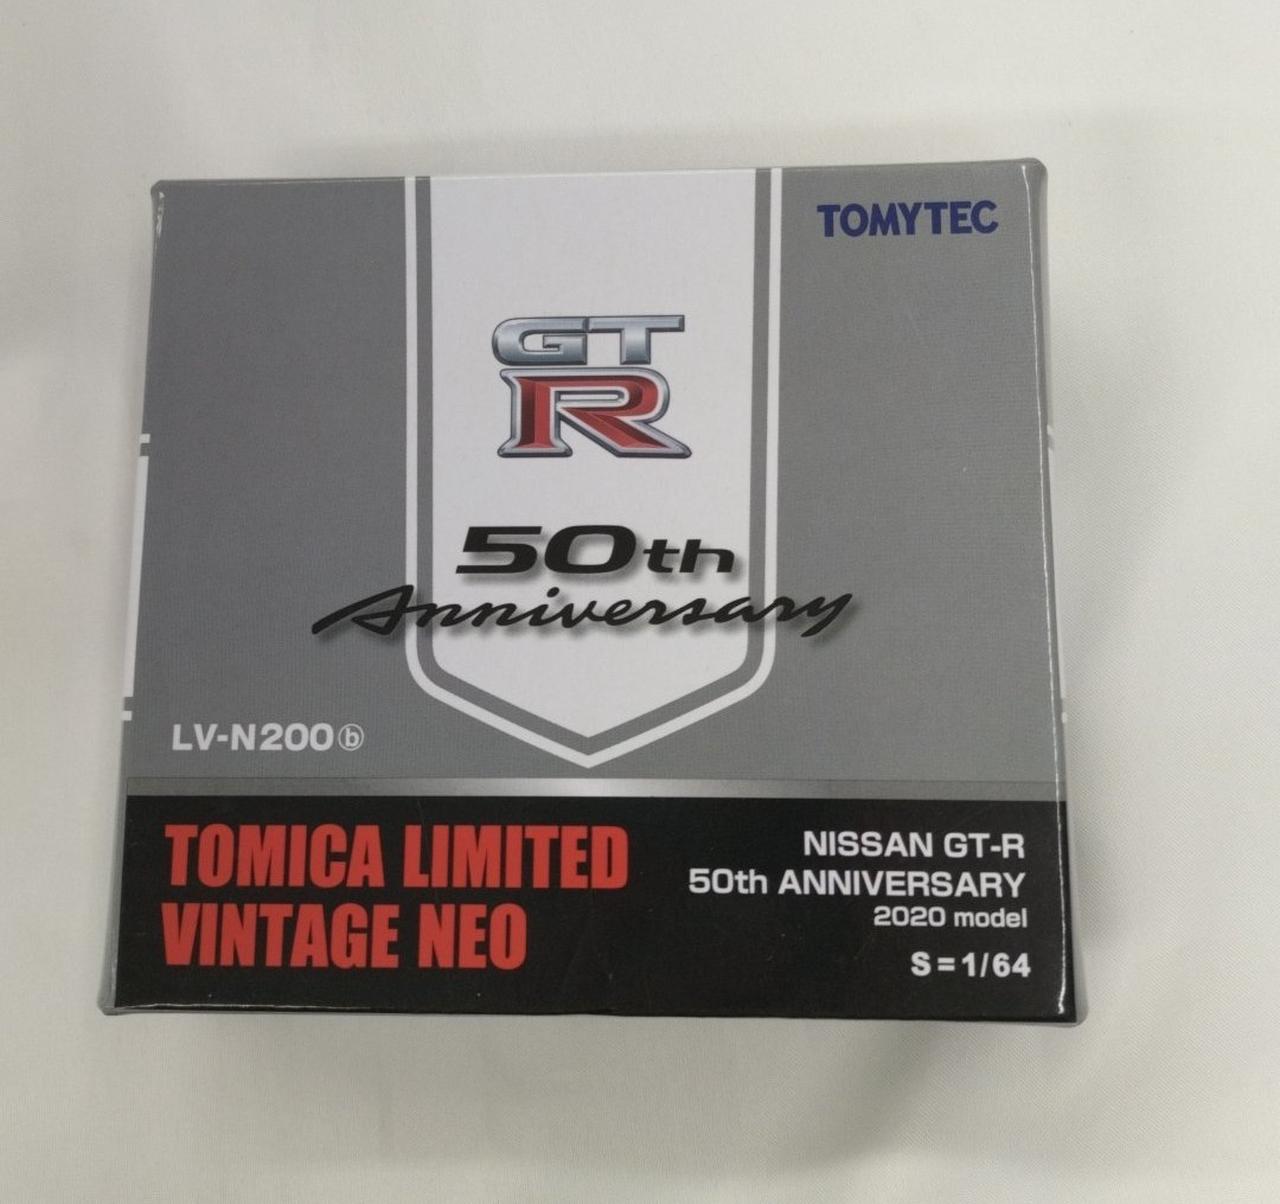 TOMYTEC
GT
R
50th
Anniversary
LV-N200ⓑ
TOMICA LIMITED
VINTAGE NEO
NISSAN GT-R
50th ANNIVERSARY
2020 model
S=1/64